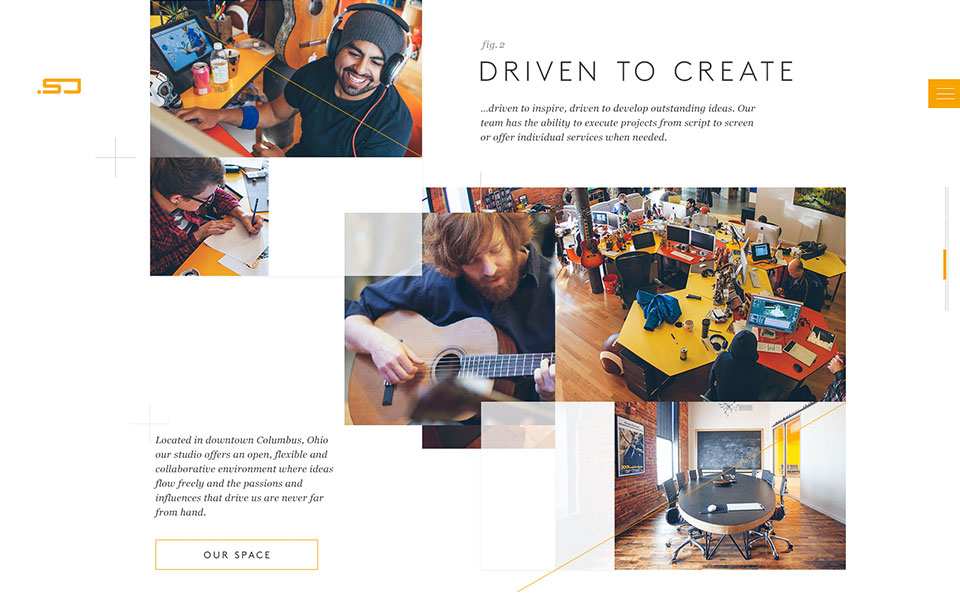 fig. 2
DRIVEN TO CREATE
...driven to inspire, driven to develop outstanding ideas. Our
team has the ability to execute projects from script to screen
or offer individual services when needed.
Located in downtown Columbus, Ohio
our studio offers an open, flexible and
collaborative environment where ideas
flow freely and the passions and
influences that drive us are never far
from hand.
OUR SPACE